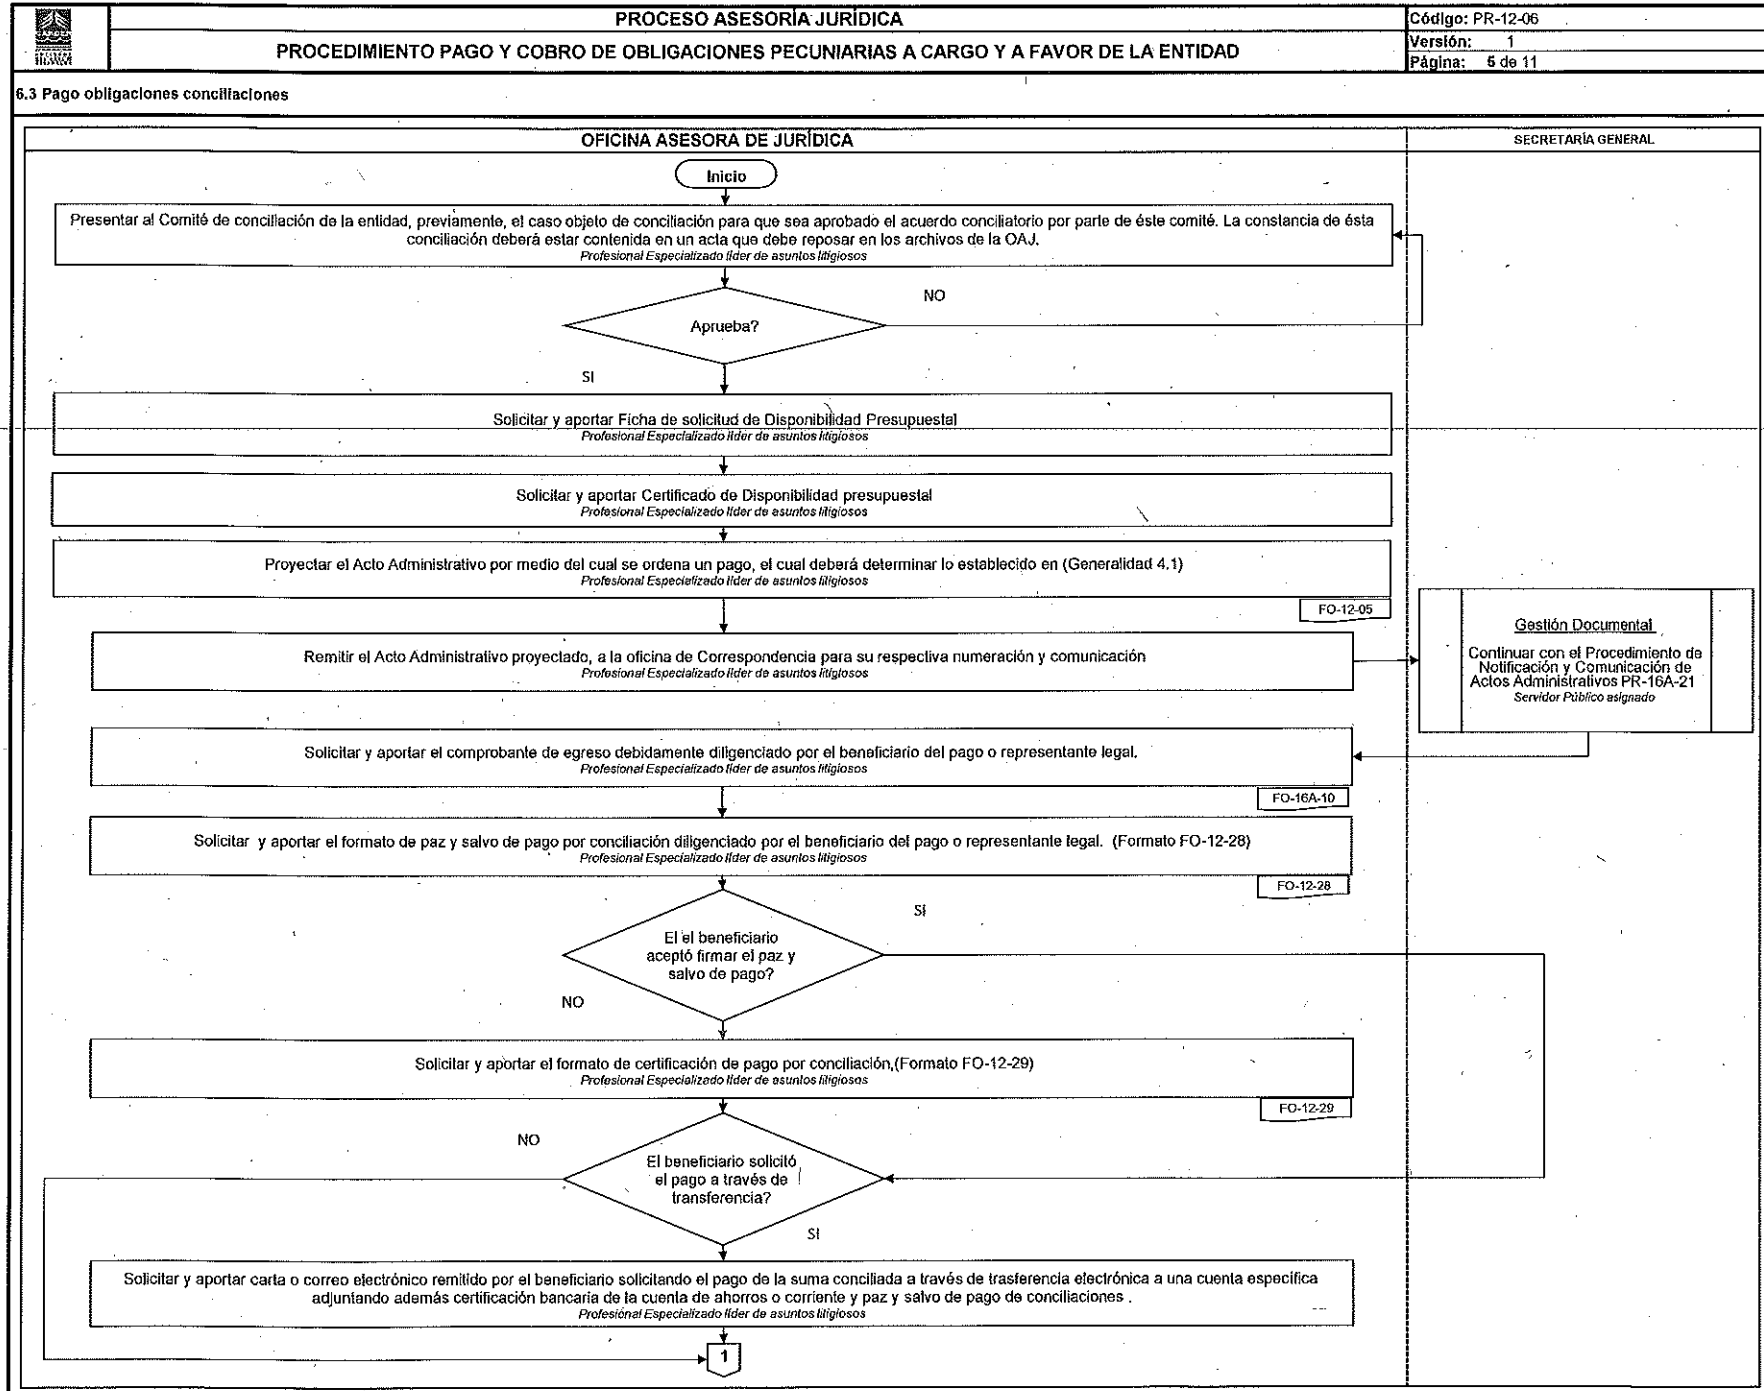 PROCESO ASESORÍA JURÍDICA
Código: PR-12-06
PROCEDIMIENTO PAGO Y COBRO DE OBLIGACIONES PECUNIARIAS A CARGO Y A FAVOR DE LA ENTIDAD
Versión: 1
Página: 5 de 11
6.3 Pago obligaciones conciliaciones
OFICINA ASESORA DE JURÍDICA
SECRETARÍA GENERAL
Inicio
Presentar al Comité de conciliación de la entidad, previamente, el caso objeto de conciliación para que sea aprobado el acuerdo conciliatorio por parte de éste comité. La constancia de ésta
conciliación deberá estar contenida en un acta que debe reposar en los archivos de la OAJ.
Profesional Especializado líder de asuntos litigiosos
NO
Aprueba?
SI
Solicitar y aportar Ficha de solicitud de Disponibilidad Presupuestal
Profesional Especializado líder de asuntos litigiosos
Solicitar y aportar Certificado de Disponibilidad presupuestal
Profesional Especializado líder de asuntos litigiosos
Proyectar el Acto Administrativo por medio del cual se ordena un pago, el cual deberá determinar lo establecido en (Generalidad 4.1)
Profesional Especializado líder de asuntos litigiosos
FO-12-05
Remitir el Acto Administrativo proyectado, a la oficina de Correspondencia para su respectiva numeración y comunicación
Profesional Especializado líder de asuntos litigiosos
Gestión Documental
Continuar con el Procedimiento de
Notificación y Comunicación de
Actos Administrativos PR-16A-21
Servidor Público asignado
Solicitar y aportar el comprobante de egreso debidamente diligenciado por el beneficiario del pago o representante legal.
Profesional Especializado líder de asuntos litigiosos
FO-16A-10
Solicitar y aportar el formato de paz y salvo de pago por conciliación diligenciado por el beneficiario del pago o representante legal. (Formato FO-12-28)
Profesional Especializado líder de asuntos litigiosos
FO-12-28
SI
El el beneficiario
aceptó firmar el paz y
salvo de pago?
NO
Solicitar y aportar el formato de certificación de pago por conciliación,(Formato FO-12-29)
Profesional Especializado líder de asuntos litigiosos
FO-12-29
NO
El beneficiario solicitó
el pago a través de
transferencia?
SI
Solicitar y aportar carta o correo electrónico remitido por el beneficiario solicitando el pago de la suma conciliada a través de trasferencia electrónica a una cuenta específica
adjuntando además certificación bancaria de la cuenta de ahorros o corriente y paz y salvo de pago de conciliaciones .
Profesional Especializado líder de asuntos litigiosos
1